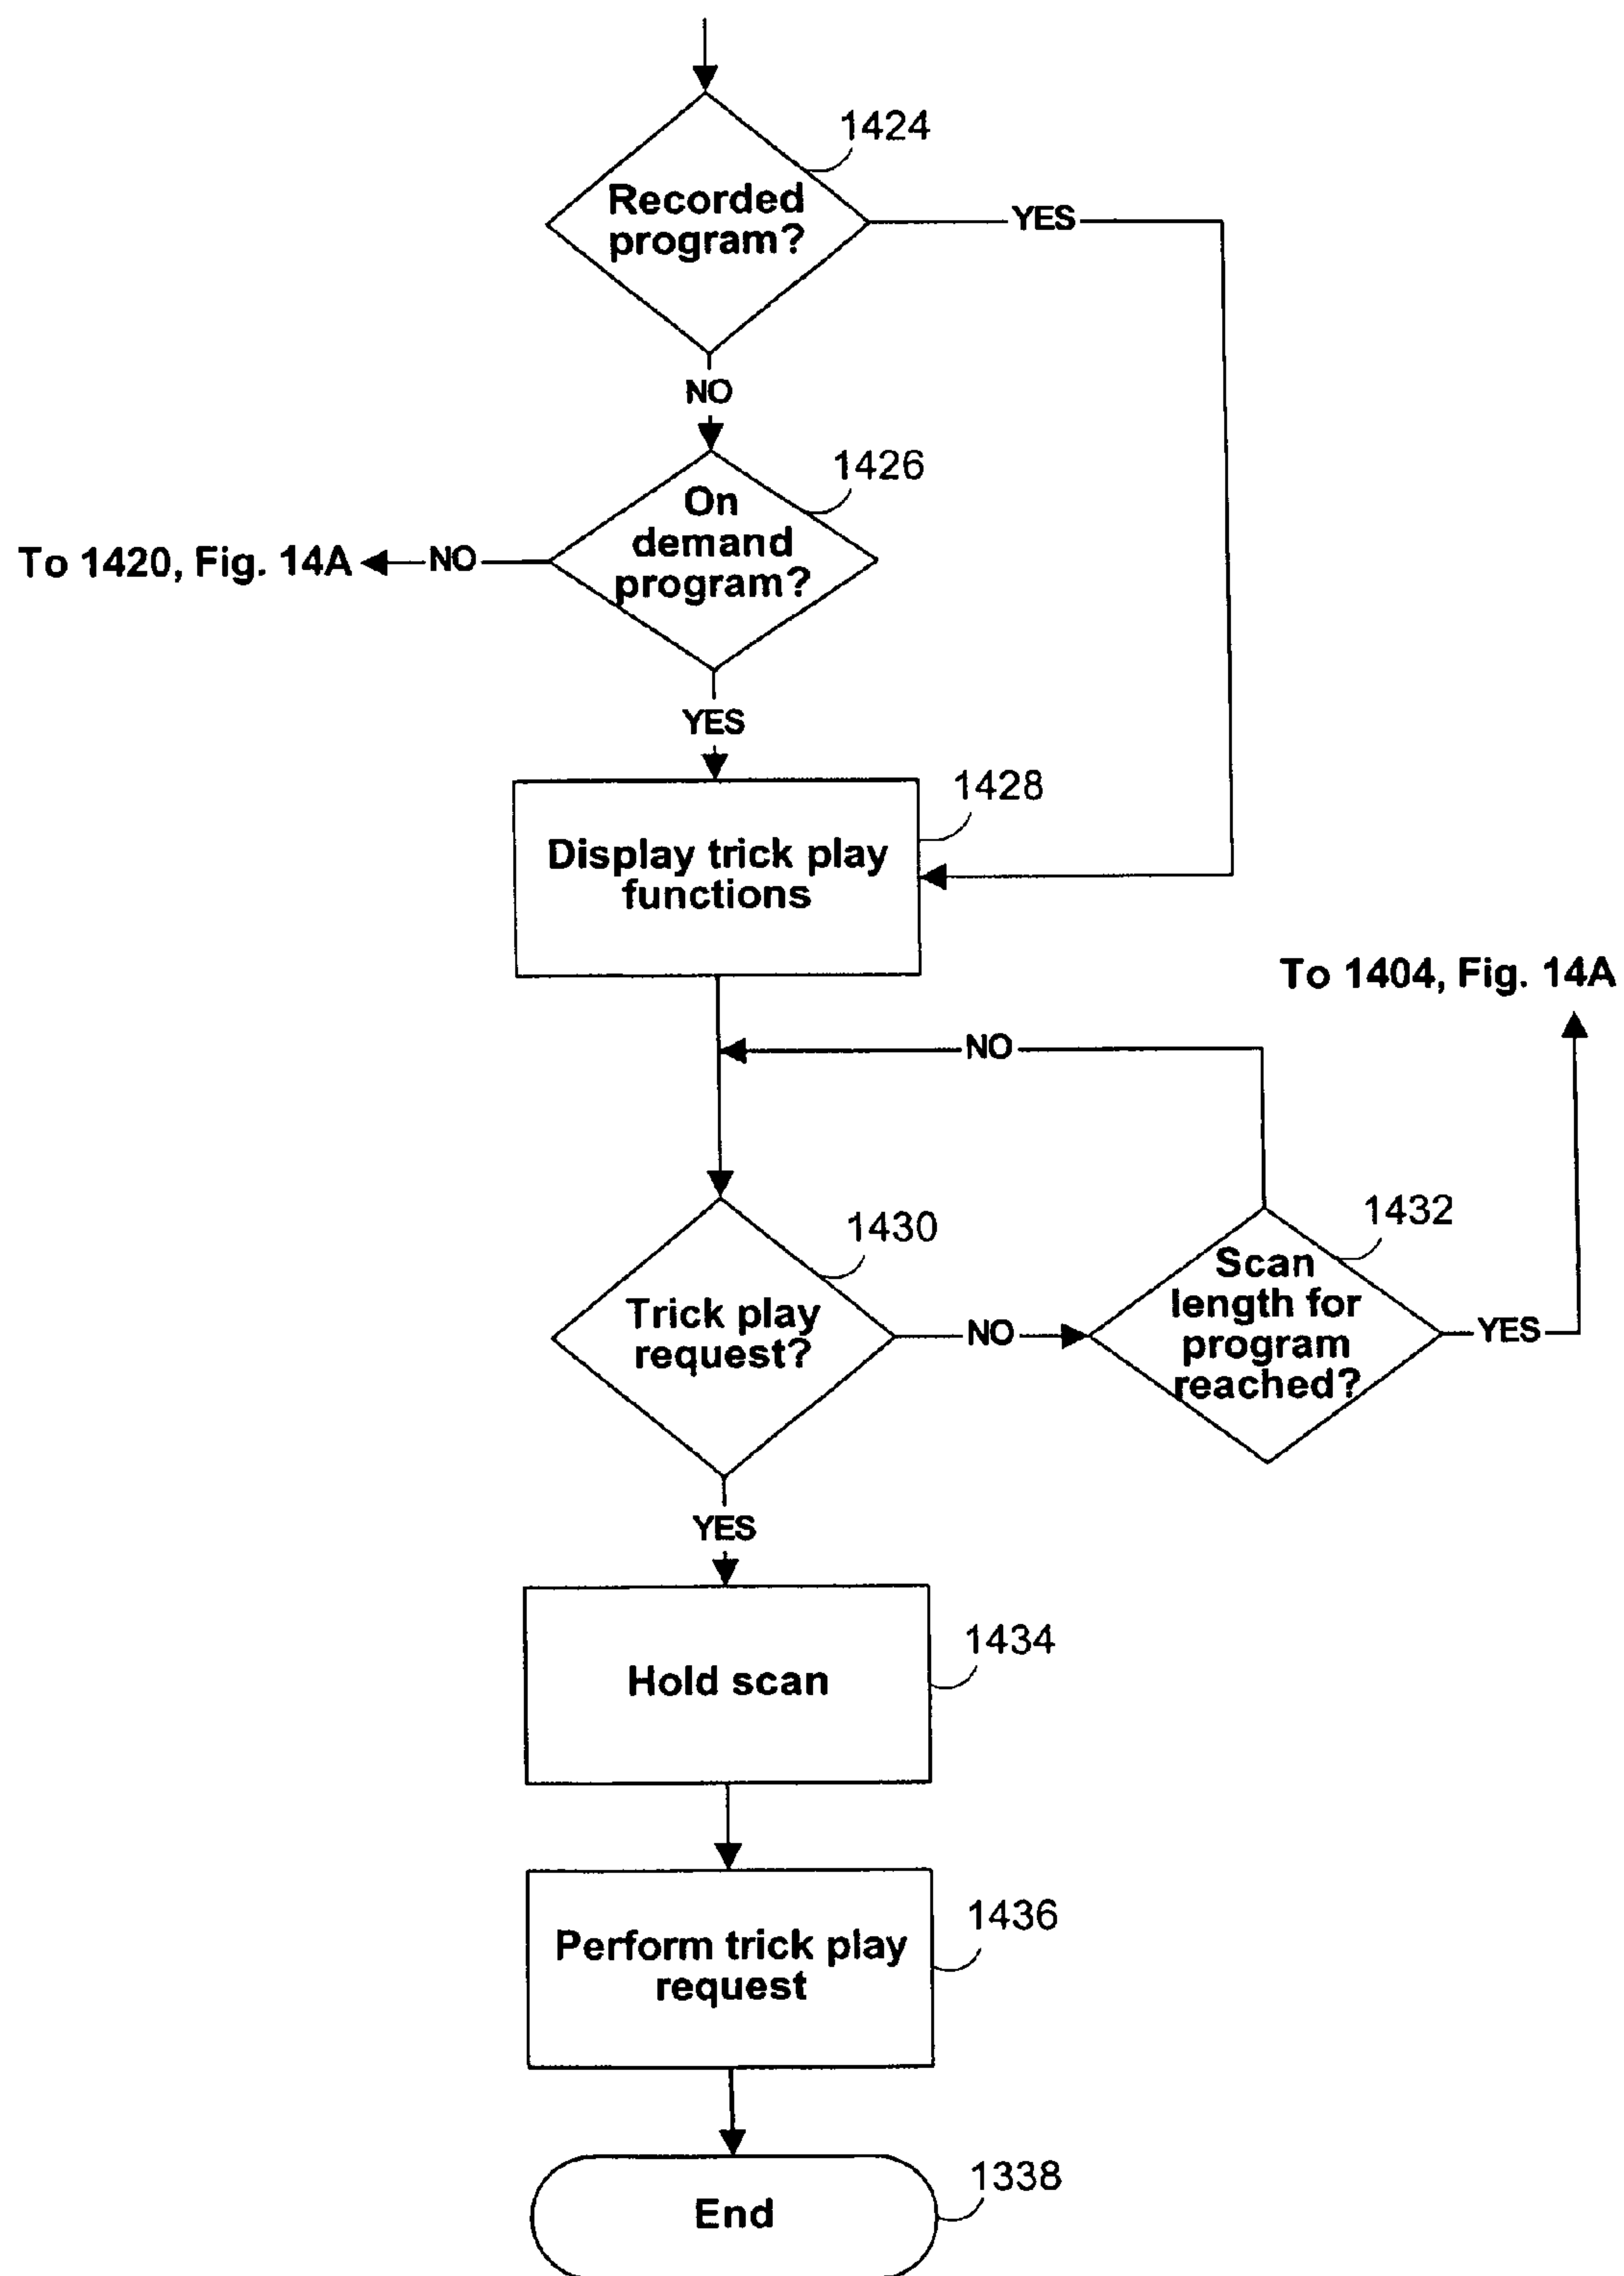 1424
Recorded
program?
YES
NO
1426
On
demand
program?
To 1420, Fig. 14A
NO
YES
1428
Display trick play
functions
To 1404, Fig. 14A
NO
1430
Trick play
request?
NO
1432
Scan
length for
program
reached?
YES
YES
1434
Hold scan
1436
Perform trick play
request
1338
End